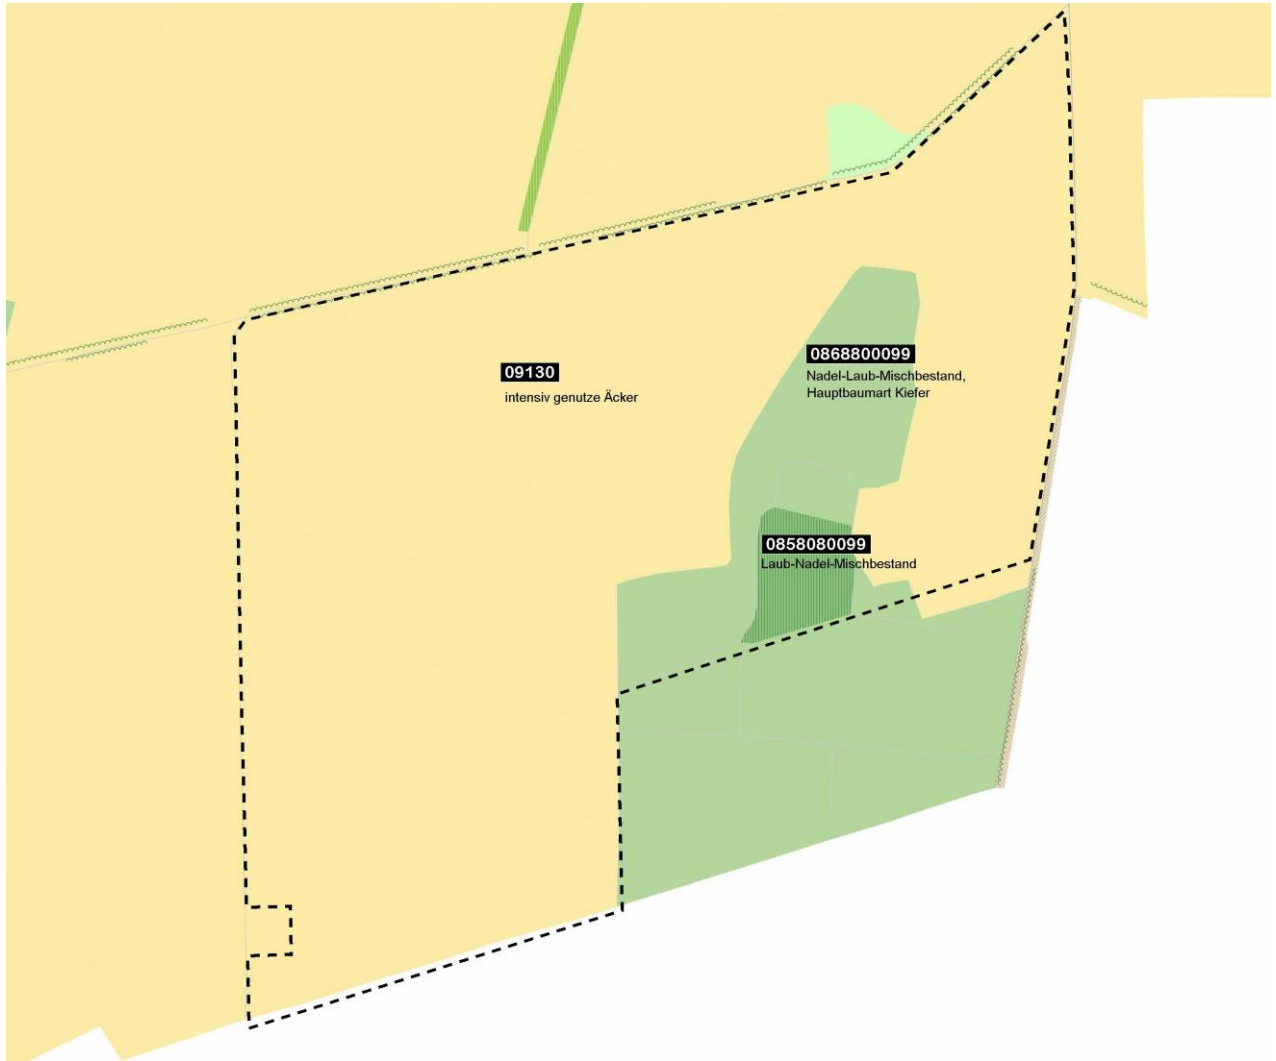 0868800099
Nadel-Laub-Mischbestand,
Hauptbaumart Kiefer
09130
intensiv genutze Äcker
0858080099
Laub-Nadel-Mischbestand